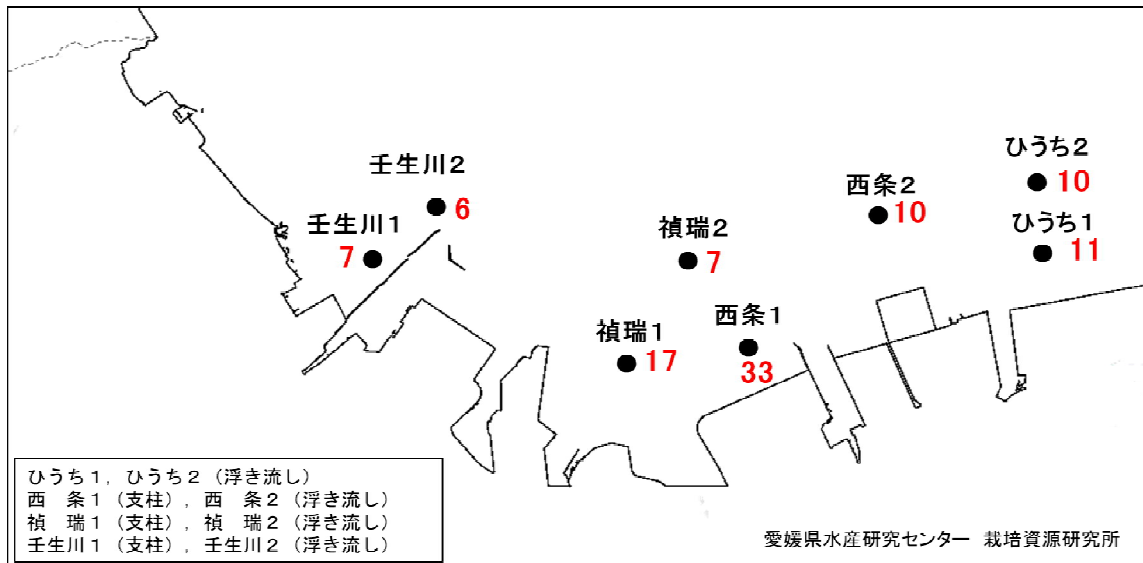 ひうち2
10
壬生川2
6
西条2
10
壬生川1
7
禎瑞2
7
ひうち1
11
西条1
33
禎瑞1
17
ひうち1, ひうち2 (浮き流し)
西 条1 (支柱), 西 条2 (浮き流し)
禎 瑞1 (支柱), 禎 瑞2 (浮き流し)
壬生川1 (支柱), 壬生川2 (浮き流し)
愛媛県水産研究センター 栽培資源研究所